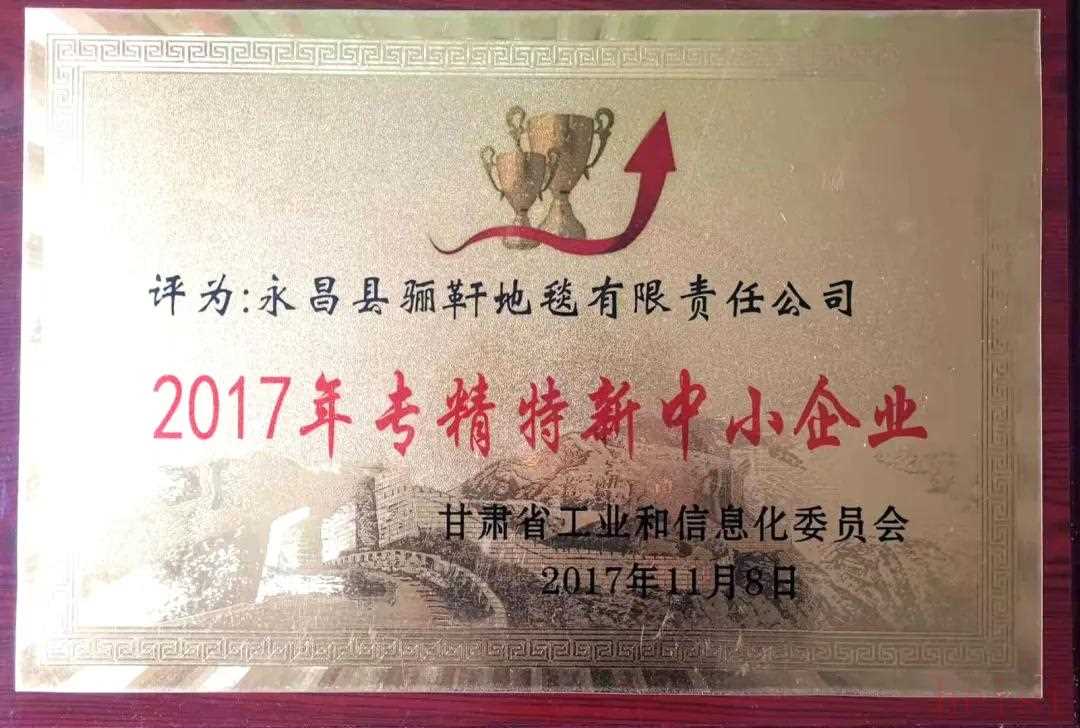 评为:永昌县骊靬地毯有限责任公司
2017年专精特新中小企业
甘肃省工业和信息化委员会
2017年11月8日